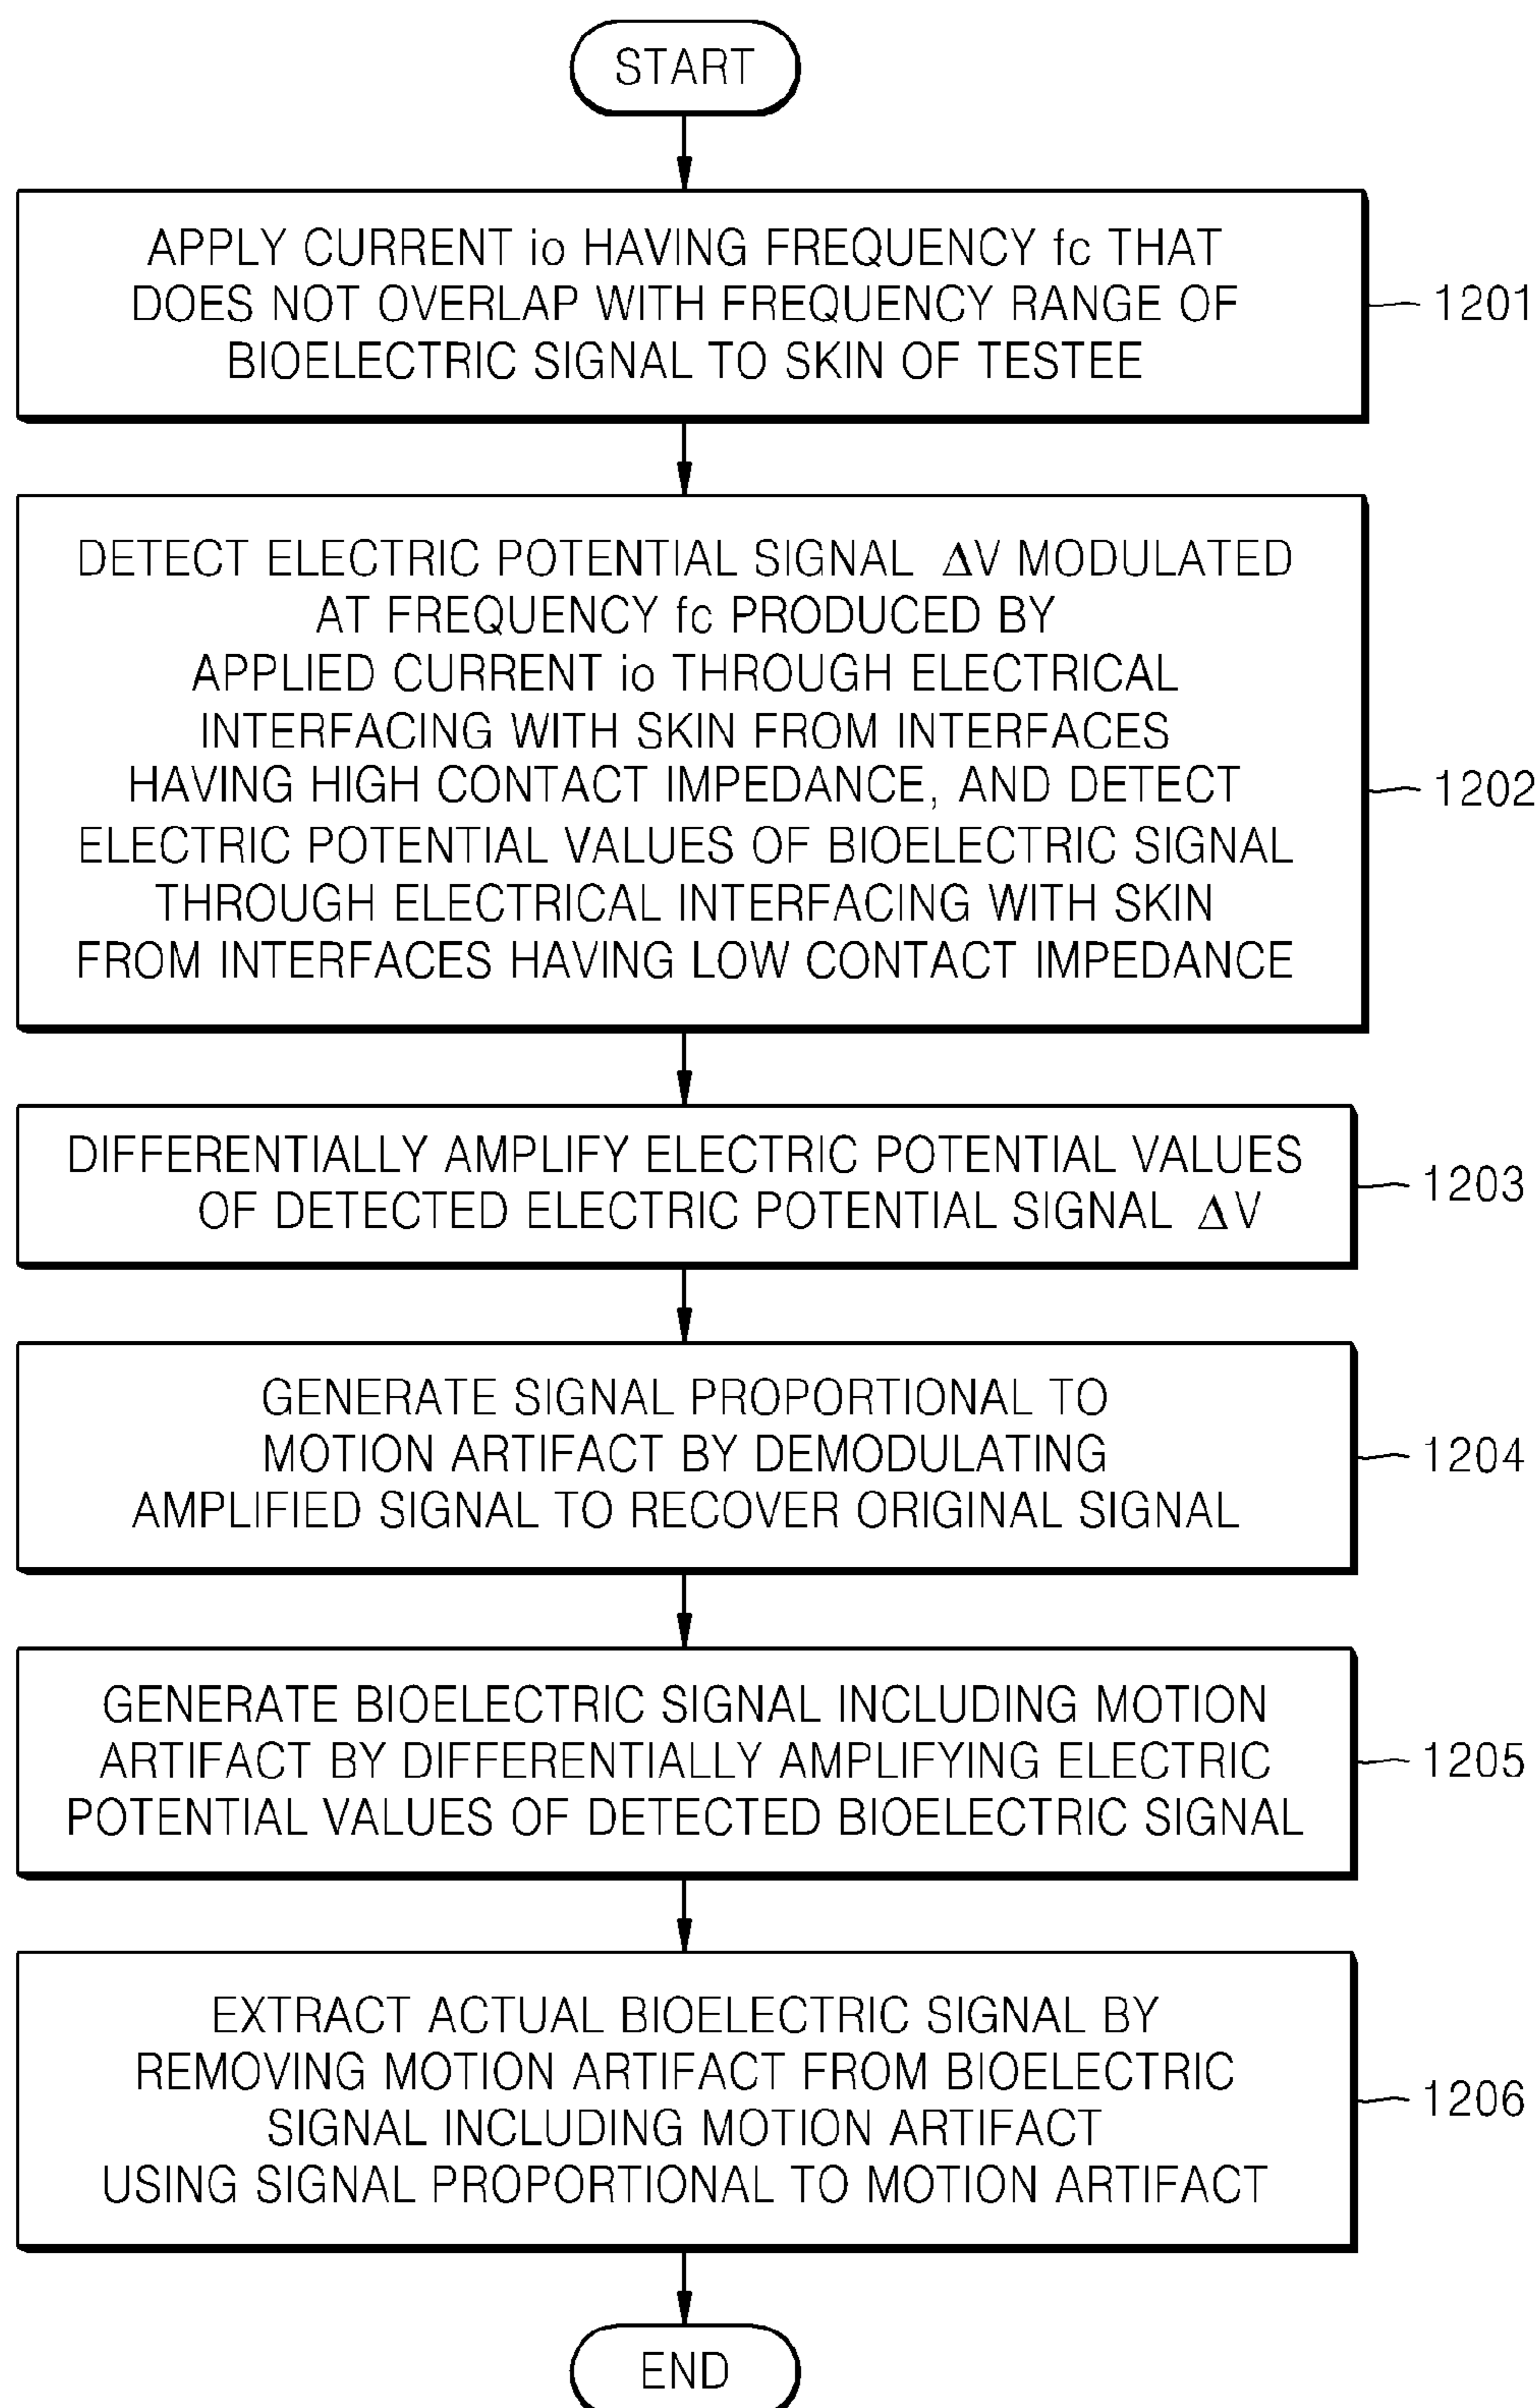 START
APPLY CURRENT io HAVING FREQUENCY fc THAT
DOES NOT OVERLAP WITH FREQUENCY RANGE OF
BIOELECTRIC SIGNAL TO SKIN OF TESTEE
1201
DETECT ELECTRIC POTENTIAL SIGNAL ΔV MODULATED
AT FREQUENCY fc PRODUCED BY
APPLIED CURRENT io THROUGH ELECTRICAL
INTERFACING WITH SKIN FROM INTERFACES
HAVING HIGH CONTACT IMPEDANCE, AND DETECT
ELECTRIC POTENTIAL VALUES OF BIOELECTRIC SIGNAL
THROUGH ELECTRICAL INTERFACING WITH SKIN
FROM INTERFACES HAVING LOW CONTACT IMPEDANCE
1202
DIFFERENTIALLY AMPLIFY ELECTRIC POTENTIAL VALUES
OF DETECTED ELECTRIC POTENTIAL SIGNAL ΔV
1203
GENERATE SIGNAL PROPORTIONAL TO
MOTION ARTIFACT BY DEMODULATING
AMPLIFIED SIGNAL TO RECOVER ORIGINAL SIGNAL
1204
GENERATE BIOELECTRIC SIGNAL INCLUDING MOTION
ARTIFACT BY DIFFERENTIALLY AMPLIFYING ELECTRIC
POTENTIAL VALUES OF DETECTED BIOELECTRIC SIGNAL
1205
EXTRACT ACTUAL BIOELECTRIC SIGNAL BY
REMOVING MOTION ARTIFACT FROM BIOELECTRIC
SIGNAL INCLUDING MOTION ARTIFACT
USING SIGNAL PROPORTIONAL TO MOTION ARTIFACT
1206
END